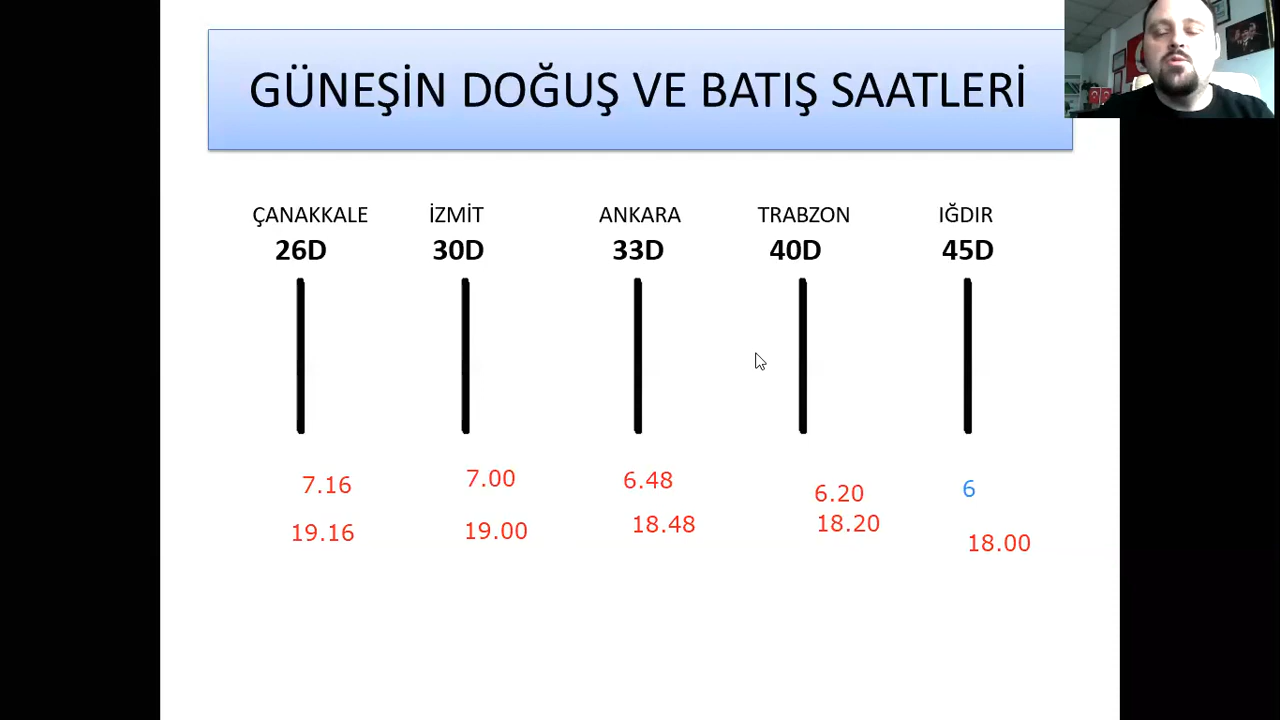 GÜNEŞİN DOĞUŞ VE BATIŞ SAATLERİ
ÇANAKKALE İZMİT ANKARA TRABZON IĞDIR
26D 30D 33D 40D 45D
7.16 7.00 6.48 6.20 6
19.16 19.00 18.48 18.20 18.00